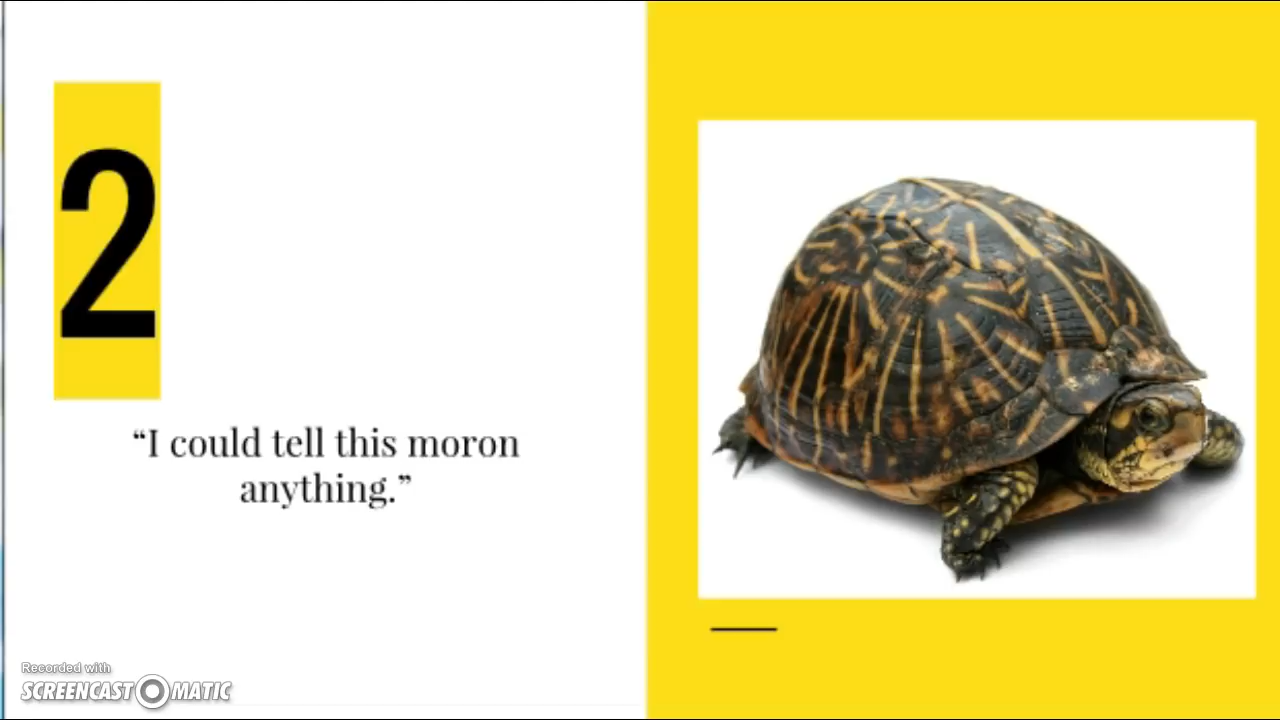 2
“I could tell this moron
anything.”
Recorded with
SCREENCAST-O-MATIC